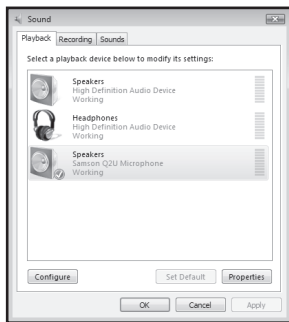 Sound
Playback Recording Sounds
Select a playback device below to modify its settings:
Speakers
High Definition Audio Device
Working
Headphones
High Definition Audio Device
Working
Speakers
Samson Q2U Microphone
Working
Configure Set Default Properties
OK Cancel Apply